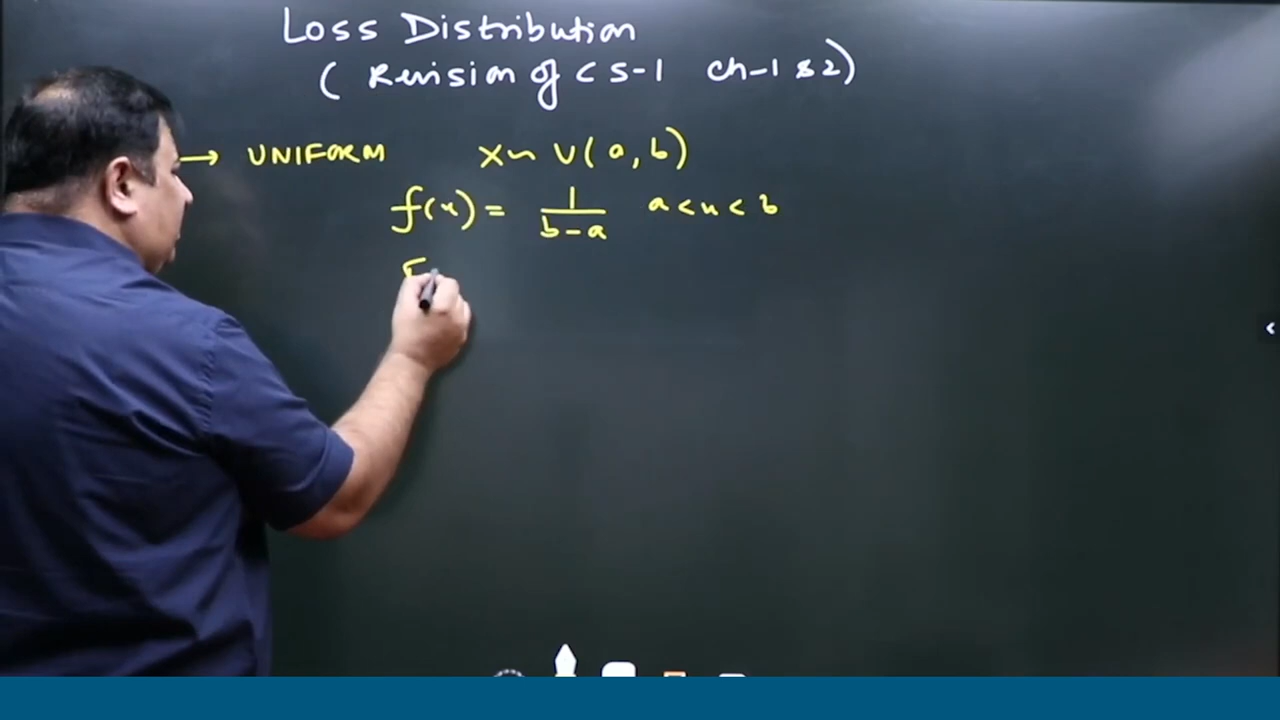 Loss Distribution
( Revision of CS-1 ch-1 & 2)
→ UNIFORM X~ U( a, b)
f(x) = 1/(b-a) a < x < b